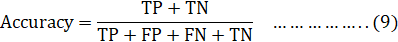 Accuracy = TP + TN / TP + FP + FN + TN … … … … … . . (9)